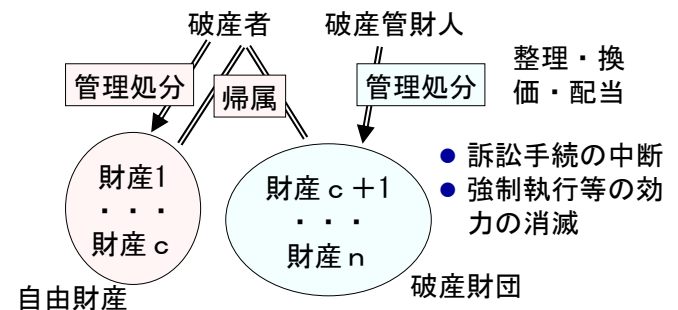 破産者
破産管財人
管理処分
帰属
管理処分
整理・換
価・配当
財産1
・・・
財産c
自由財産
財産c+1
・・・
財産n
破産財団
● 訴訟手続の中断
● 強制執行等の効
力の消滅